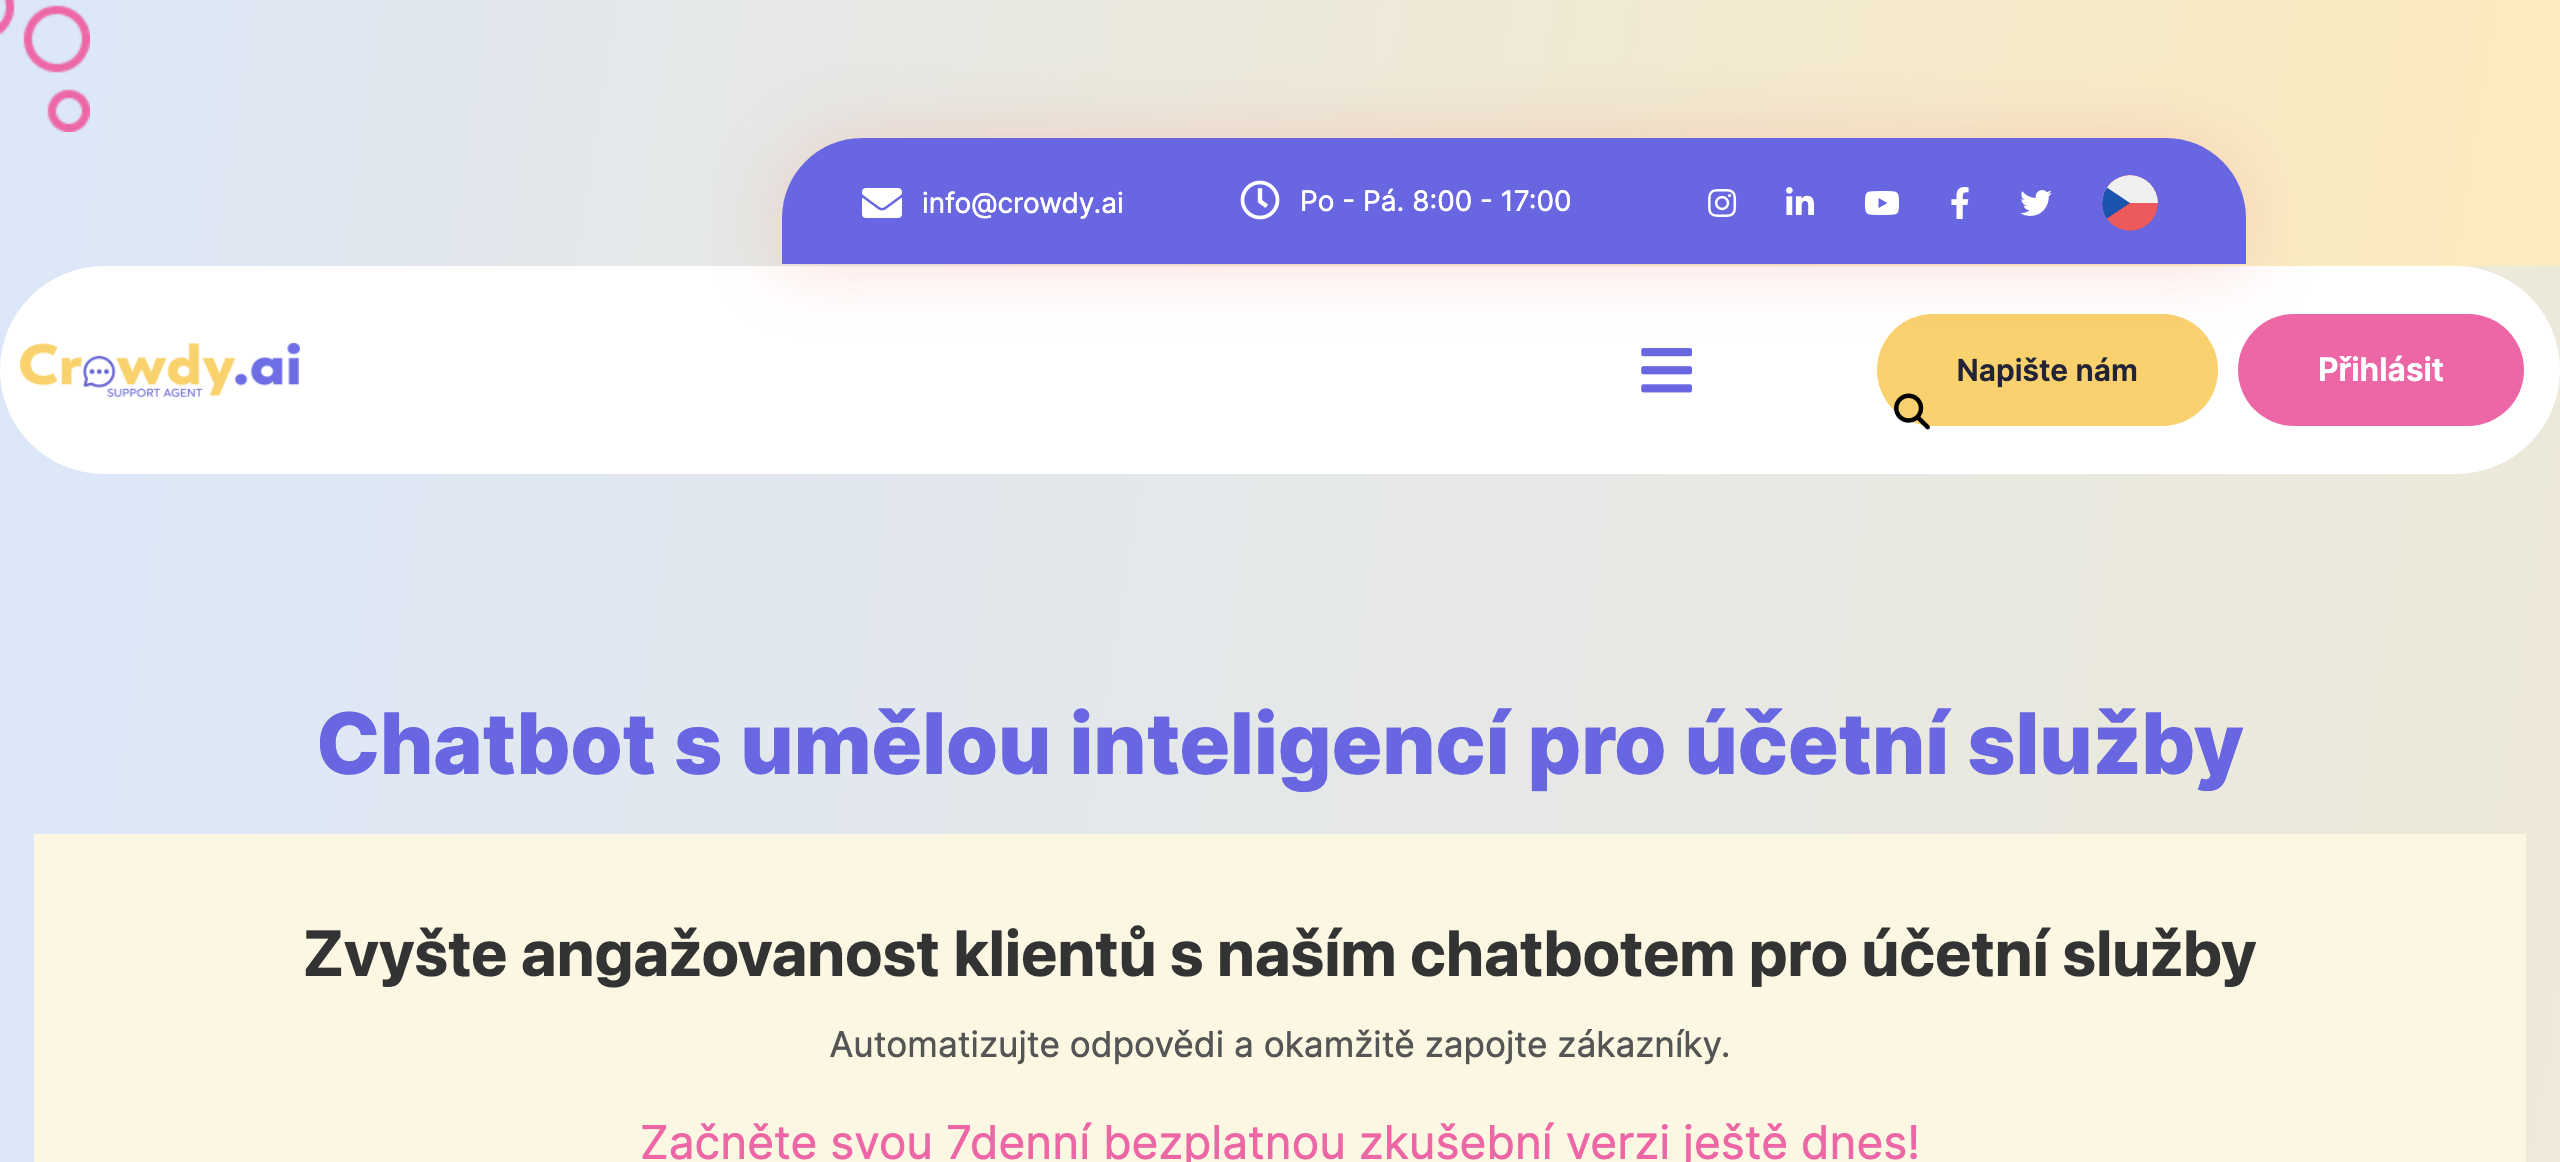 info@crowdy.ai
Po - Pá. 8:00 - 17:00
Crowdy.ai
SUPPORT AGENT
Napište nám
Přihlásit
Chatbot s umělou inteligencí pro účetní služby
Zvyšte angažovanost klientů s naším chatbotem pro účetní služby
Automatizujte odpovědi a okamžitě zapojte zákazníky.
Začněte svou 7denní bezplatnou zkušební verzi ještě dnes!